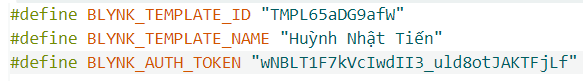 #define BLYNK_TEMPLATE_ID "TMPL65aDG9afW"
#define BLYNK_TEMPLATE_NAME "Huỳnh Nhật Tiến"
#define BLYNK_AUTH_TOKEN "wNBLT1F7kVcIwdII3_uld8otJAKTFjLf"